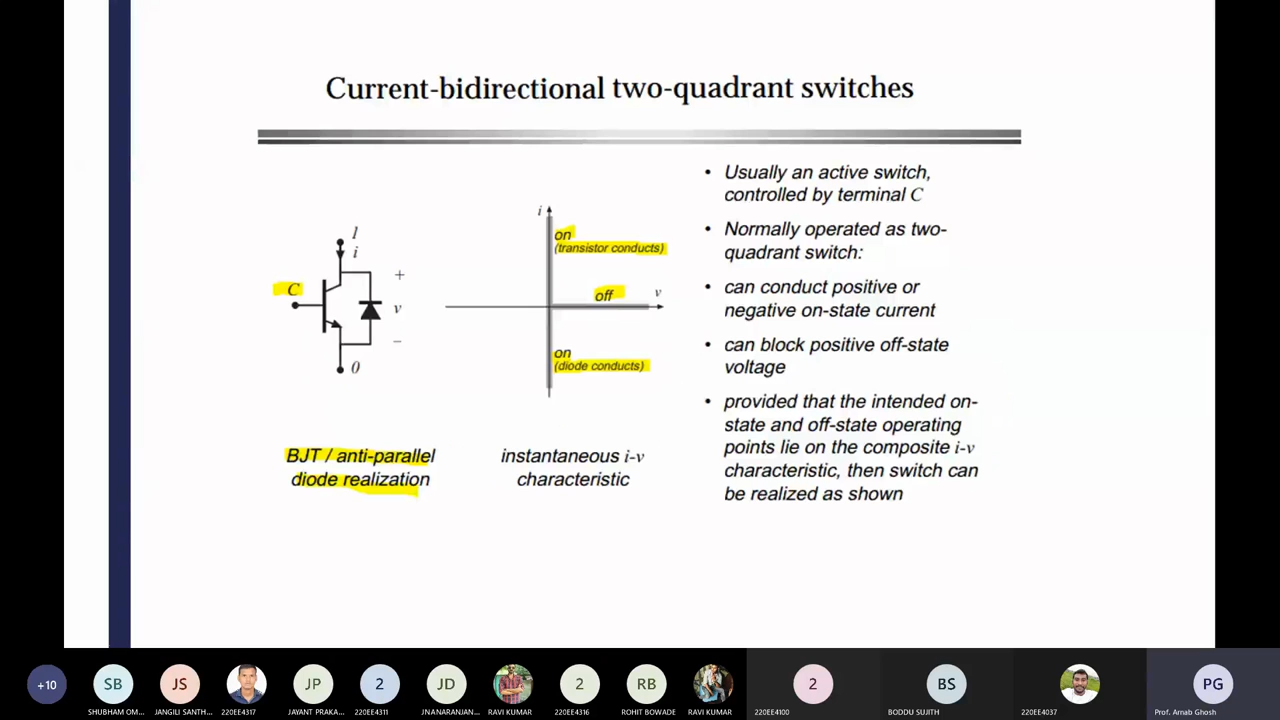 Current-bidirectional two-quadrant switches
1
i
C
+
v
–
0
BJT / anti-parallel
diode realization
i
on
(transistor conducts)
off
v
on
(diode conducts)
instantaneous i-v
characteristic
• Usually an active switch,
controlled by terminal C
• Normally operated as two-
quadrant switch:
• can conduct positive or
negative on-state current
• can block positive off-state
voltage
• provided that the intended on-
state and off-state operating
points lie on the composite i-v
characteristic, then switch can
be realized as shown
+10
SB
JS
JP
2
JD
2
RB
2
BS
PG
SHUBHAM OM...
JANGILI SANTH...
220EE4317
JAYANT PRAKA...
220EE4311
JNANARANJAN...
RAVI KUMAR
220EE4316
ROHIT BOWADE
RAVI KUMAR
220EE4100
BODDU SUJITH
220EE4037
Prof. Arnab Ghosh